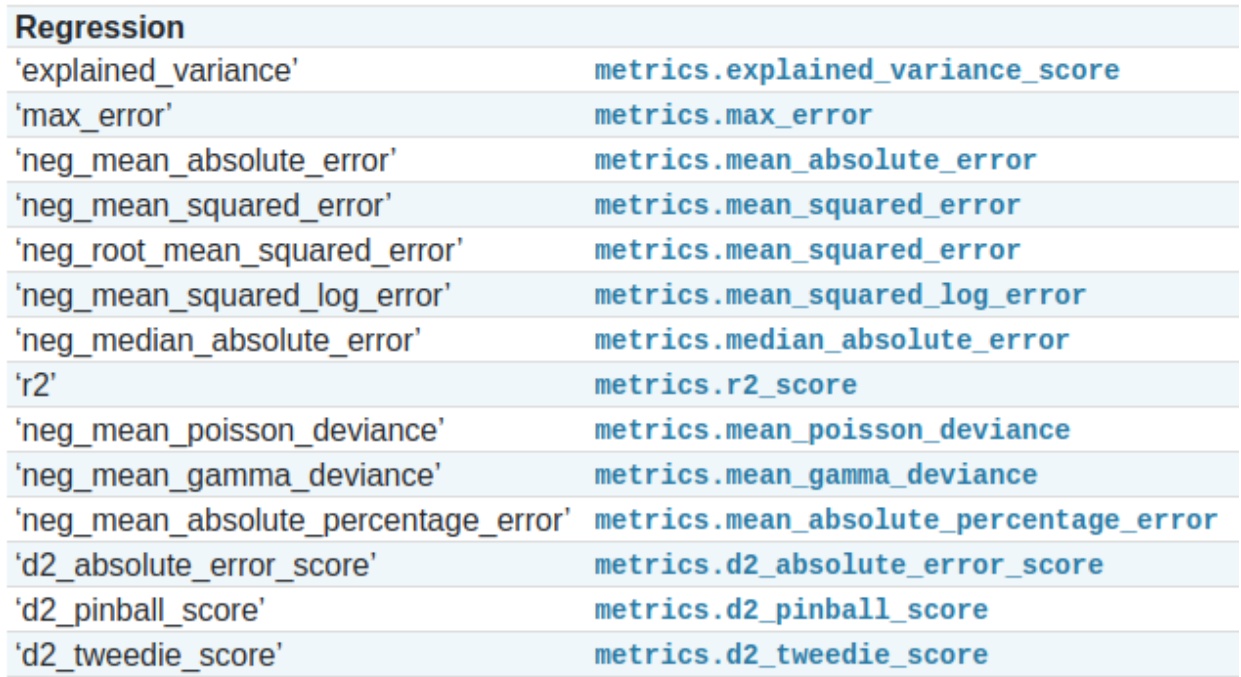 Regression
‘explained_variance’ metrics.explained_variance_score
‘max_error’ metrics.max_error
‘neg_mean_absolute_error’ metrics.mean_absolute_error
‘neg_mean_squared_error’ metrics.mean_squared_error
‘neg_root_mean_squared_error’ metrics.mean_squared_error
‘neg_mean_squared_log_error’ metrics.mean_squared_log_error
‘neg_median_absolute_error’ metrics.median_absolute_error
‘r2’ metrics.r2_score
‘neg_mean_poisson_deviance’ metrics.mean_poisson_deviance
‘neg_mean_gamma_deviance’ metrics.mean_gamma_deviance
‘neg_mean_absolute_percentage_error’ metrics.mean_absolute_percentage_error
‘d2_absolute_error_score’ metrics.d2_absolute_error_score
‘d2_pinball_score’ metrics.d2_pinball_score
‘d2_tweedie_score’ metrics.d2_tweedie_score